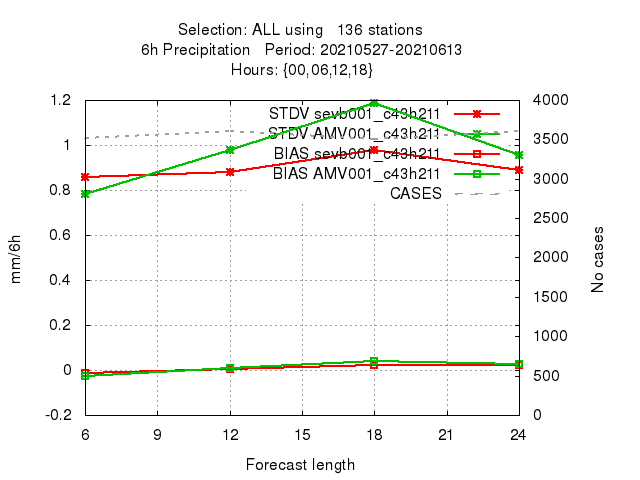 Selection: ALL using 136 stations
6h Precipitation Period: 20210527-20210613
Hours: {00,06,12,18}
STDV sevb001_c43h211
STDV AMV001_c43h211
BIAS sevb001_c43h211
BIAS AMV001_c43h211
CASES
1.2
1
0.8
0.6
0.4
0.2
0
-0.2
mm/6h
4000
3500
3000
2500
2000
1500
1000
500
0
No cases
6 9 12 15 18 21 24
Forecast length